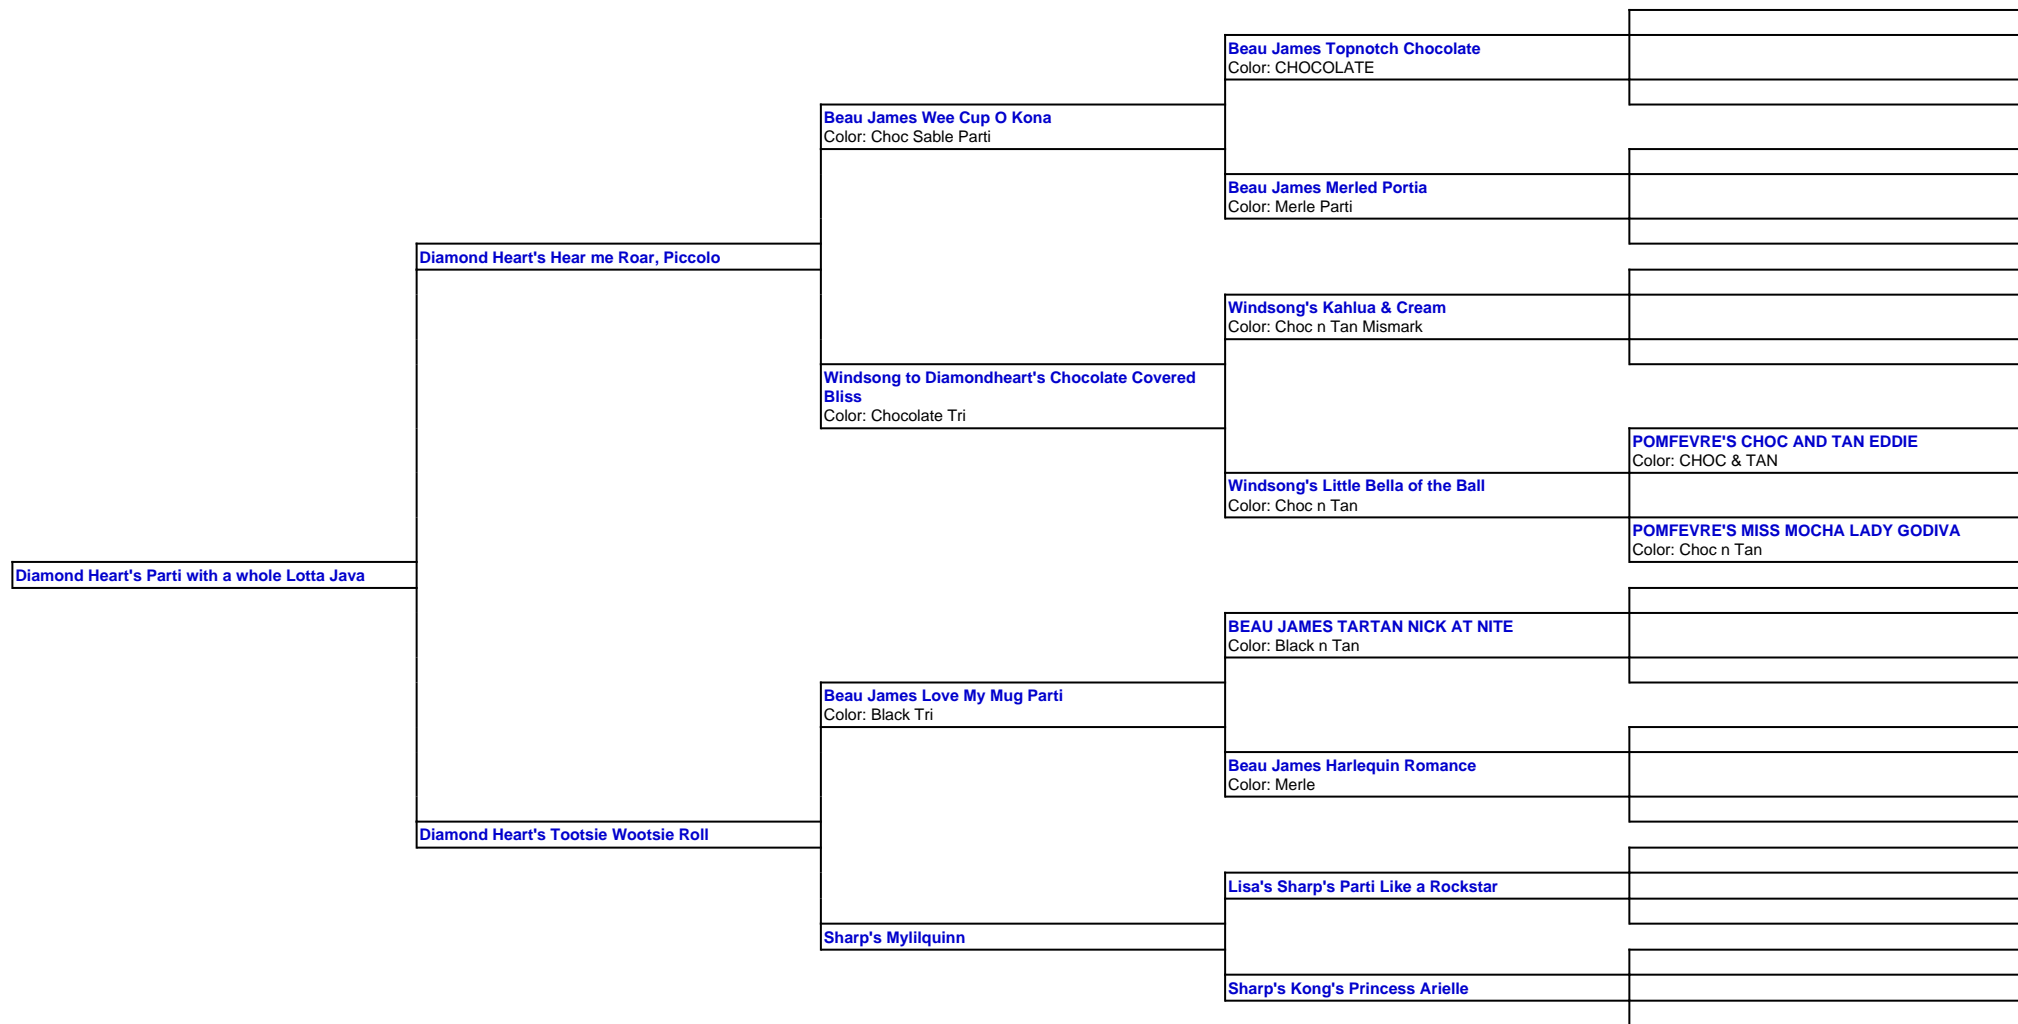 Beau James Topnotch Chocolate
Color: CHOCOLATE
Beau James Wee Cup O Kona
Color: Choc Sable Parti
Beau James Merled Portia
Color: Merle Parti
Diamond Heart's Hear me Roar, Piccolo
Windsong's Kahlua & Cream
Color: Choc n Tan Mismark
Windsong to Diamondheart's Chocolate Covered
Bliss
Color: Chocolate Tri
POMFEVRE'S CHOC AND TAN EDDIE
Color: CHOC & TAN
Windsong's Little Bella of the Ball
Color: Choc n Tan
POMFEVRE'S MISS MOCHA LADY GODIVA
Color: Choc n Tan
Diamond Heart's Parti with a whole Lotta Java
BEAU JAMES TARTAN NICK AT NITE
Color: Black n Tan
Beau James Love My Mug Parti
Color: Black Tri
Beau James Harlequin Romance
Color: Merle
Diamond Heart's Tootsie Wootsie Roll
Lisa's Sharp's Parti Like a Rockstar
Sharp's Mylilquinn
Sharp's Kong's Princess Arielle